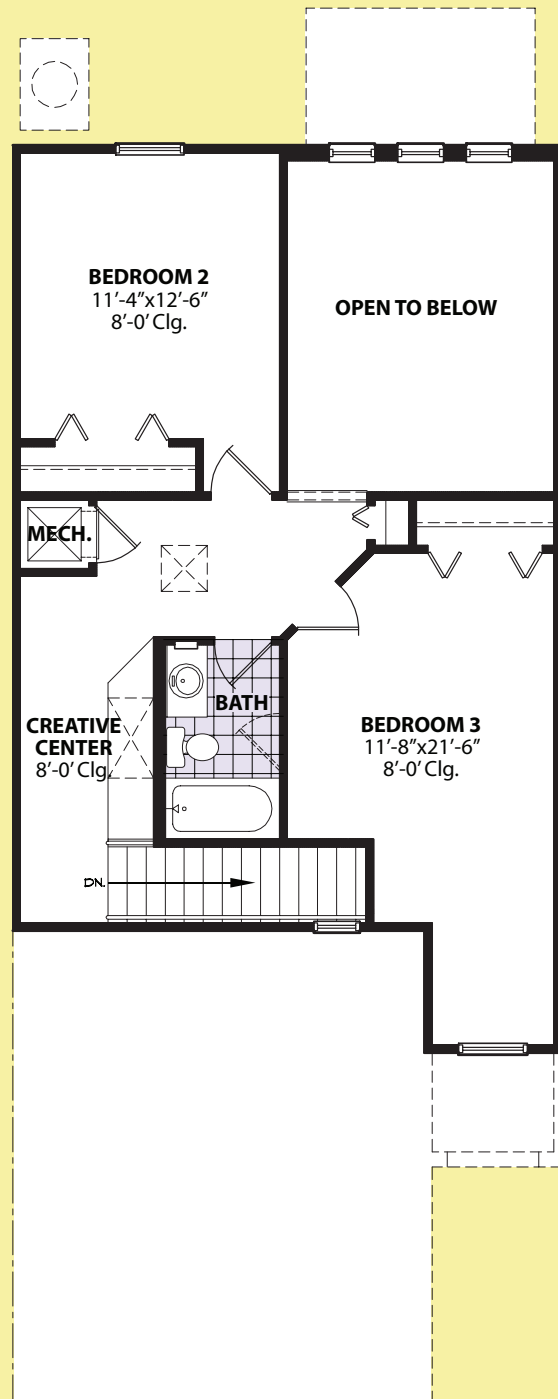 BEDROOM 2
11’-4”x12’-6”
8’-0’ Clg.
OPEN TO BELOW
MECH.
BATH
CREATIVE
CENTER
8’-0’ Clg.
BEDROOM 3
11’-8”x21’-6”
8’-0’ Clg.
DN.